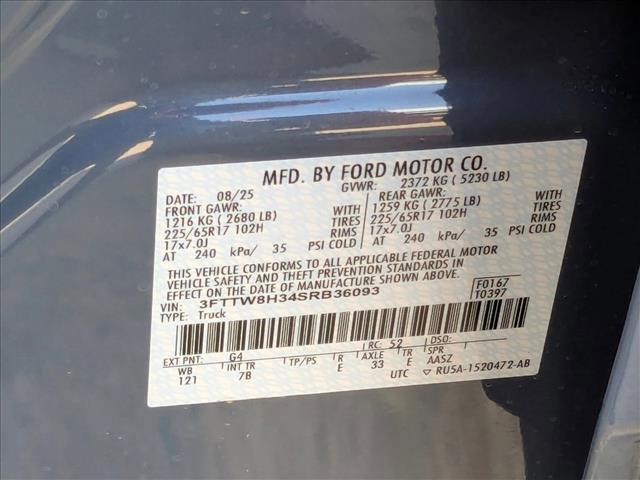 MFD. BY FORD MOTOR CO.
DATE: 08/25 GVWR: 2372 KG ( 5230 LB)
FRONT GAWR: REAR GAWR:
1216 KG ( 2680 LB) WITH 1259 KG ( 2775 LB) WITH
225/65R17 102H TIRES 225/65R17 102H TIRES
17x7.0J RIMS 17x7.0J RIMS
AT 240 kPa/ 35 PSI COLD AT 240 kPa/ 35 PSI COLD
THIS VEHICLE CONFORMS TO ALL APPLICABLE FEDERAL MOTOR
VEHICLE SAFETY AND THEFT PREVENTION STANDARDS IN
EFFECT ON THE DATE OF MANUFACTURE SHOWN ABOVE.
VIN: 3FTTW8H34SRB36093 F0167
TYPE: Truck T0397
EXT PNT: G4 RC: 52 DSO:
WB INT TR TP/PS R AXLE TR SPR
121 7B E 33 E AASZ
UTC ▽ RU5A-1520472-AB